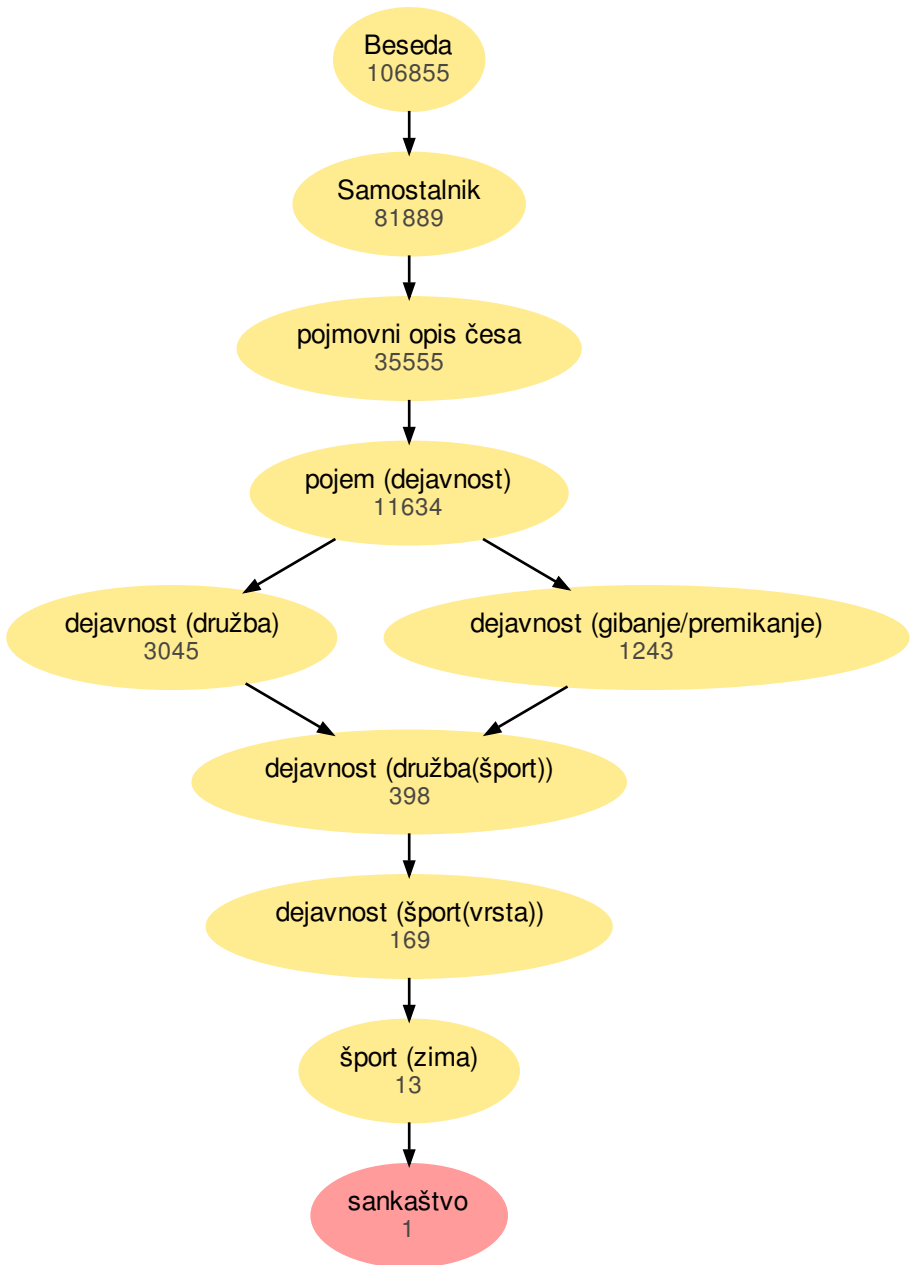 Beseda
106855
Samostalnik
81889
pojmovni opis česa
35555
pojem (dejavnost)
11634
dejavnost (družba)
3045
dejavnost (gibanje/premikanje)
1243
dejavnost (družba(šport))
398
dejavnost (šport(vrsta))
169
šport (zima)
13
sankaštvo
1